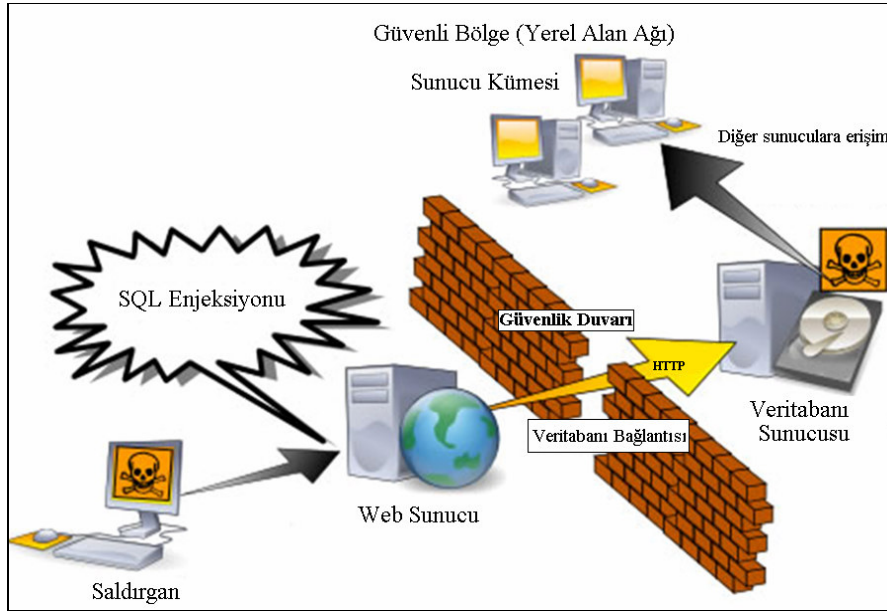 Güvenli Bölge (Yerel Alan Ağı)
Sunucu Kümesi
Diğer sunuculara erişim
SQL Enjeksiyonu
Güvenlik Duvarı
HTTP
Veritabanı Bağlantısı
Veritabanı
Sunucusu
Web Sunucu
Saldırgan